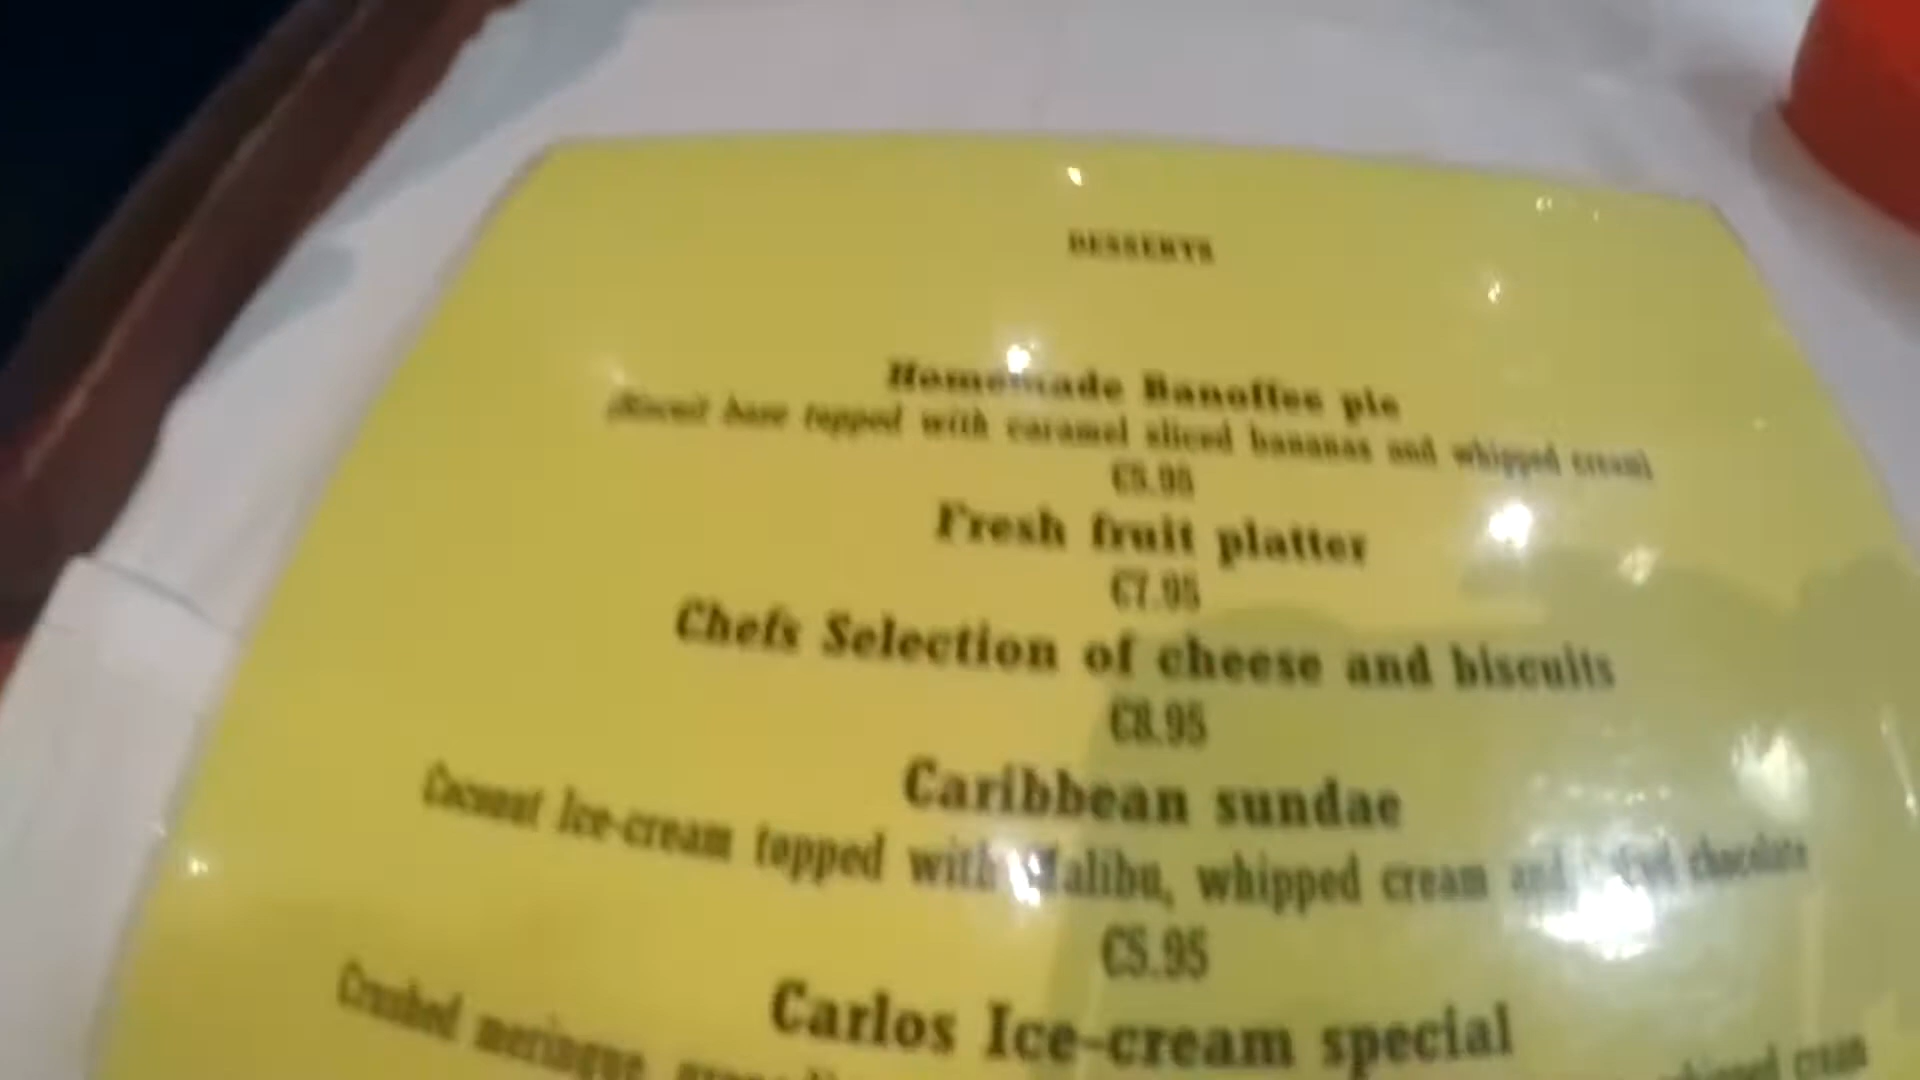 DESSERTS
Homemade Banoffee pie
(Biscuit base topped with caramel sliced bananas and whipped cream)
€5.95
Fresh fruit platter
€7.95
Chefs Selection of cheese and biscuits
€8.95
Caribbean sundae
Coconut Ice-cream topped with Malibu, whipped cream and chocolate
€5.95
Carlos Ice-cream special
Crushed meringue whipped cream